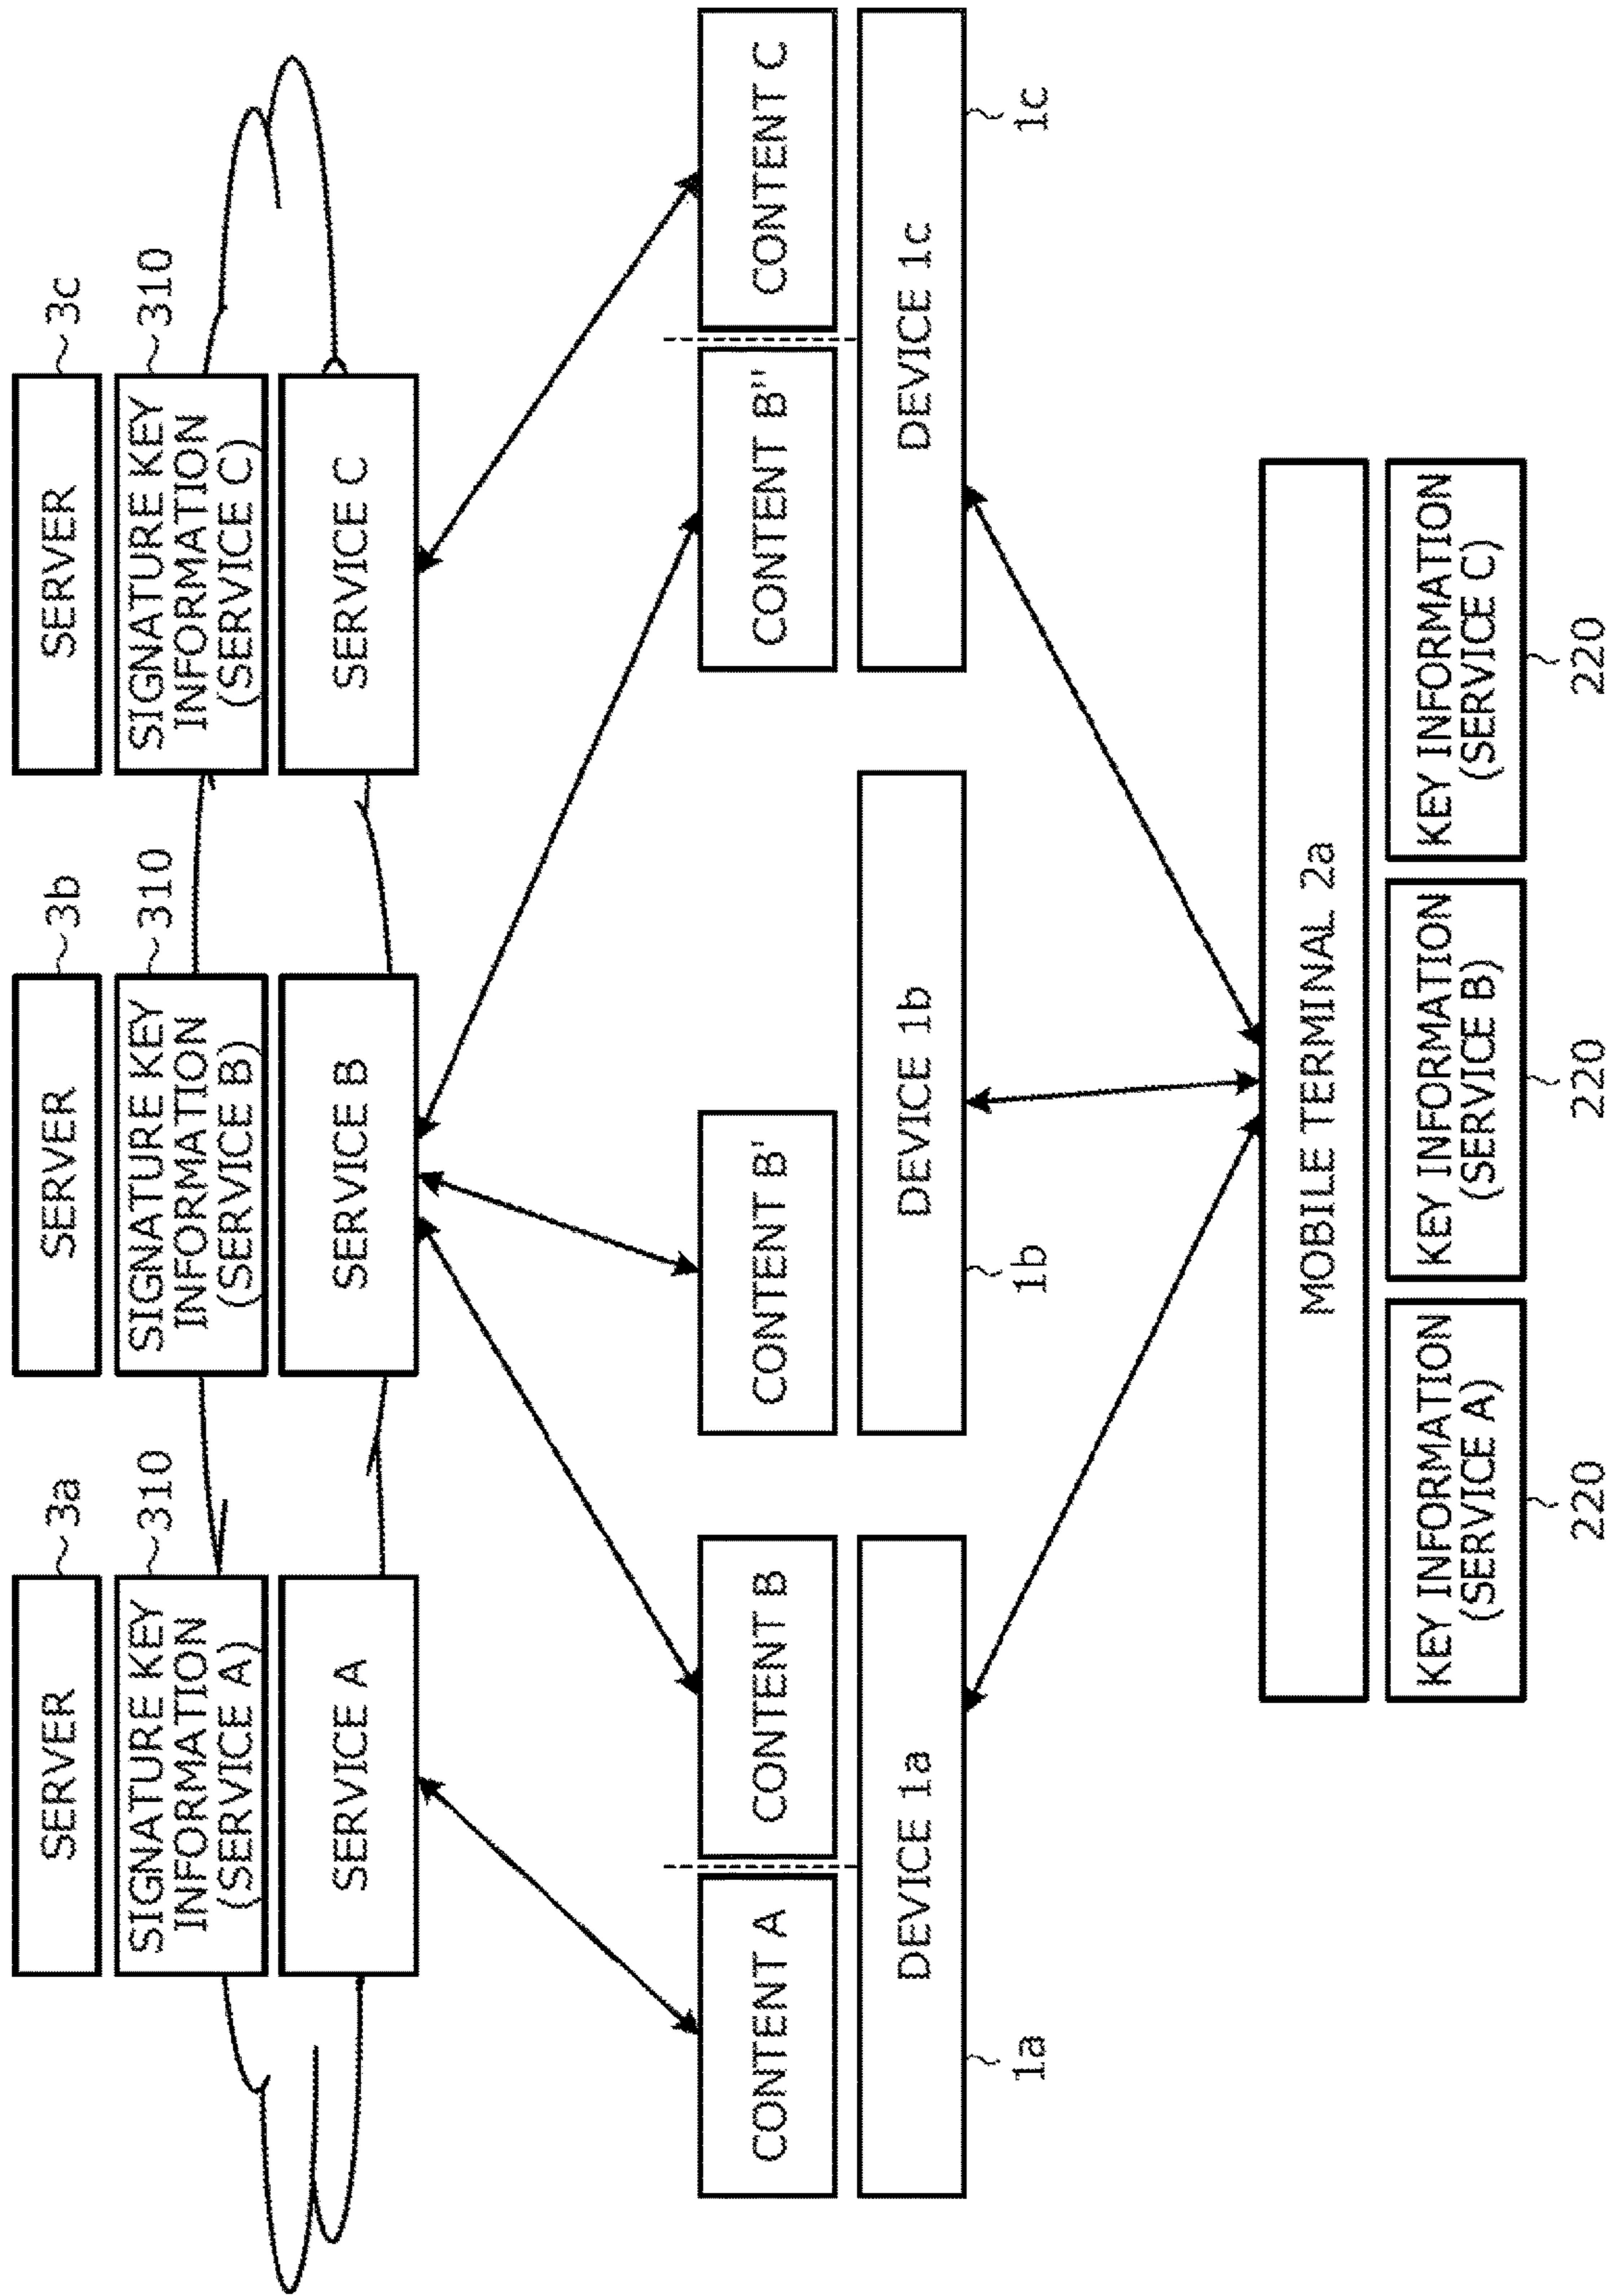 SERVER
3a
SIGNATURE KEY
INFORMATION
(SERVICE A)
310
SERVICE A
SERVER
3b
SIGNATURE KEY
INFORMATION
(SERVICE B)
310
SERVICE B
SERVER
3c
SIGNATURE KEY
INFORMATION
(SERVICE C)
310
SERVICE C
CONTENT A
CONTENT B
DEVICE 1a
1a
CONTENT B'
DEVICE 1b
1b
CONTENT B''
CONTENT C
DEVICE 1c
1c
MOBILE TERMINAL 2a
KEY INFORMATION
(SERVICE A)
220
KEY INFORMATION
(SERVICE B)
220
KEY INFORMATION
(SERVICE C)
220